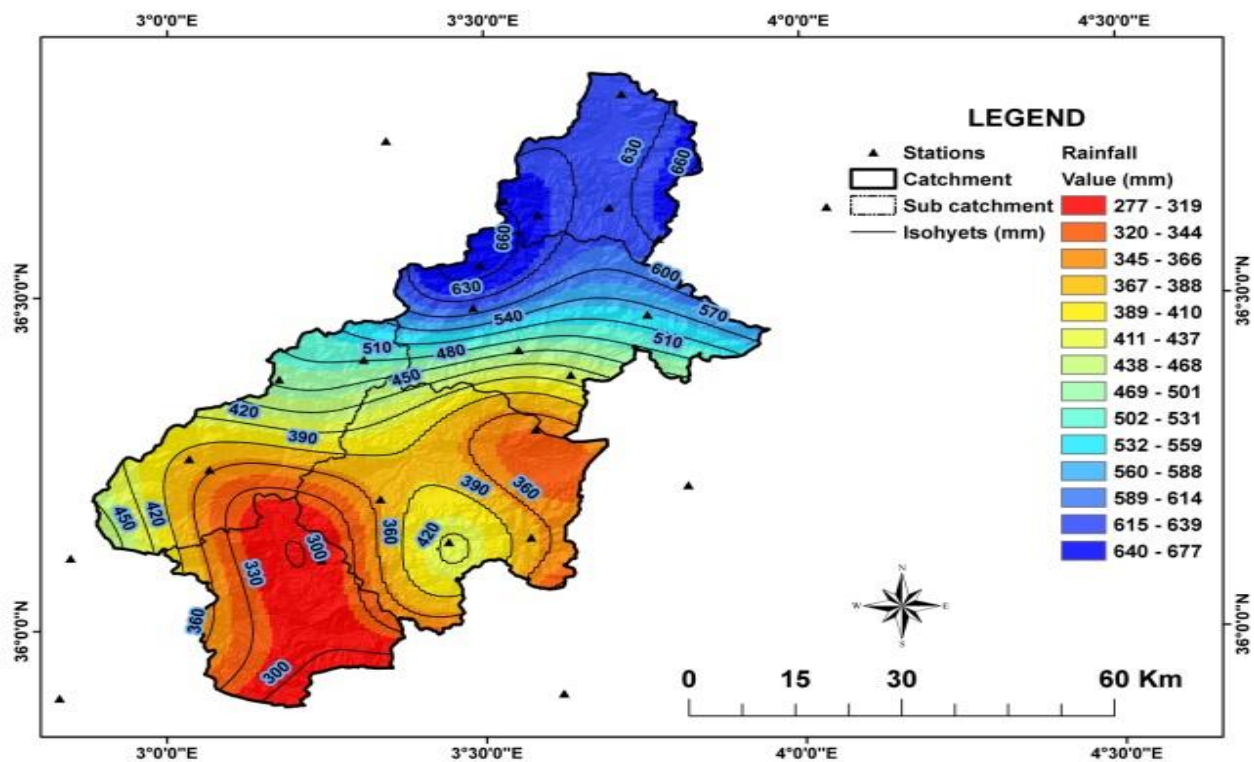 3°0'0"E 3°30'0"E 4°0'0"E 4°30'0"E
LEGEND
Stations
Catchment
Sub catchment
Isohyets (mm)
Rainfall
Value (mm)
277 - 319
320 - 344
345 - 366
367 - 388
389 - 410
411 - 437
438 - 468
469 - 501
502 - 531
532 - 559
560 - 588
589 - 614
615 - 639
640 - 677
630
660
660
630
600
570
540
510
510
480
450
420
390
390
360
420
450
420
360
300
330
360
300
36°30'0"N
36°30'0"N
36°0'0"N
36°0'0"N
N
W E
S
0 15 30 60 Km
3°0'0"E 3°30'0"E 4°0'0"E 4°30'0"E